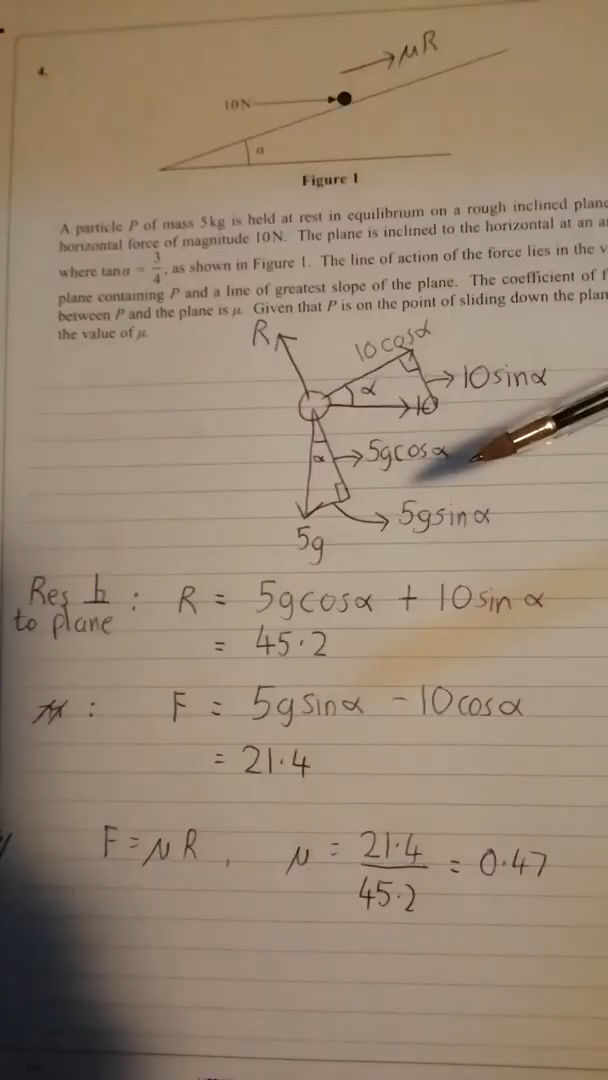 4.
μR
10N
α
Figure 1
A particle P of mass 5kg is held at rest in equilibrium on a rough inclined plane
horizontal force of magnitude 10N. The plane is inclined to the horizontal at an
where tan α = 3/4, as shown in Figure 1. The line of action of the force lies in the
plane containing P and a line of greatest slope of the plane. The coefficient of
between P and the plane is μ. Given that P is on the point of sliding down the
the value of μ.
R
10cosα
α
10sinα
10
α
5gcosα
5gsinα
5g
Res h : R = 5gcosα + 10sinα
to plane
= 45.2
: F = 5gsinα - 10cosα
= 21.4
F = μR , μ = 21.4/45.2 = 0.47